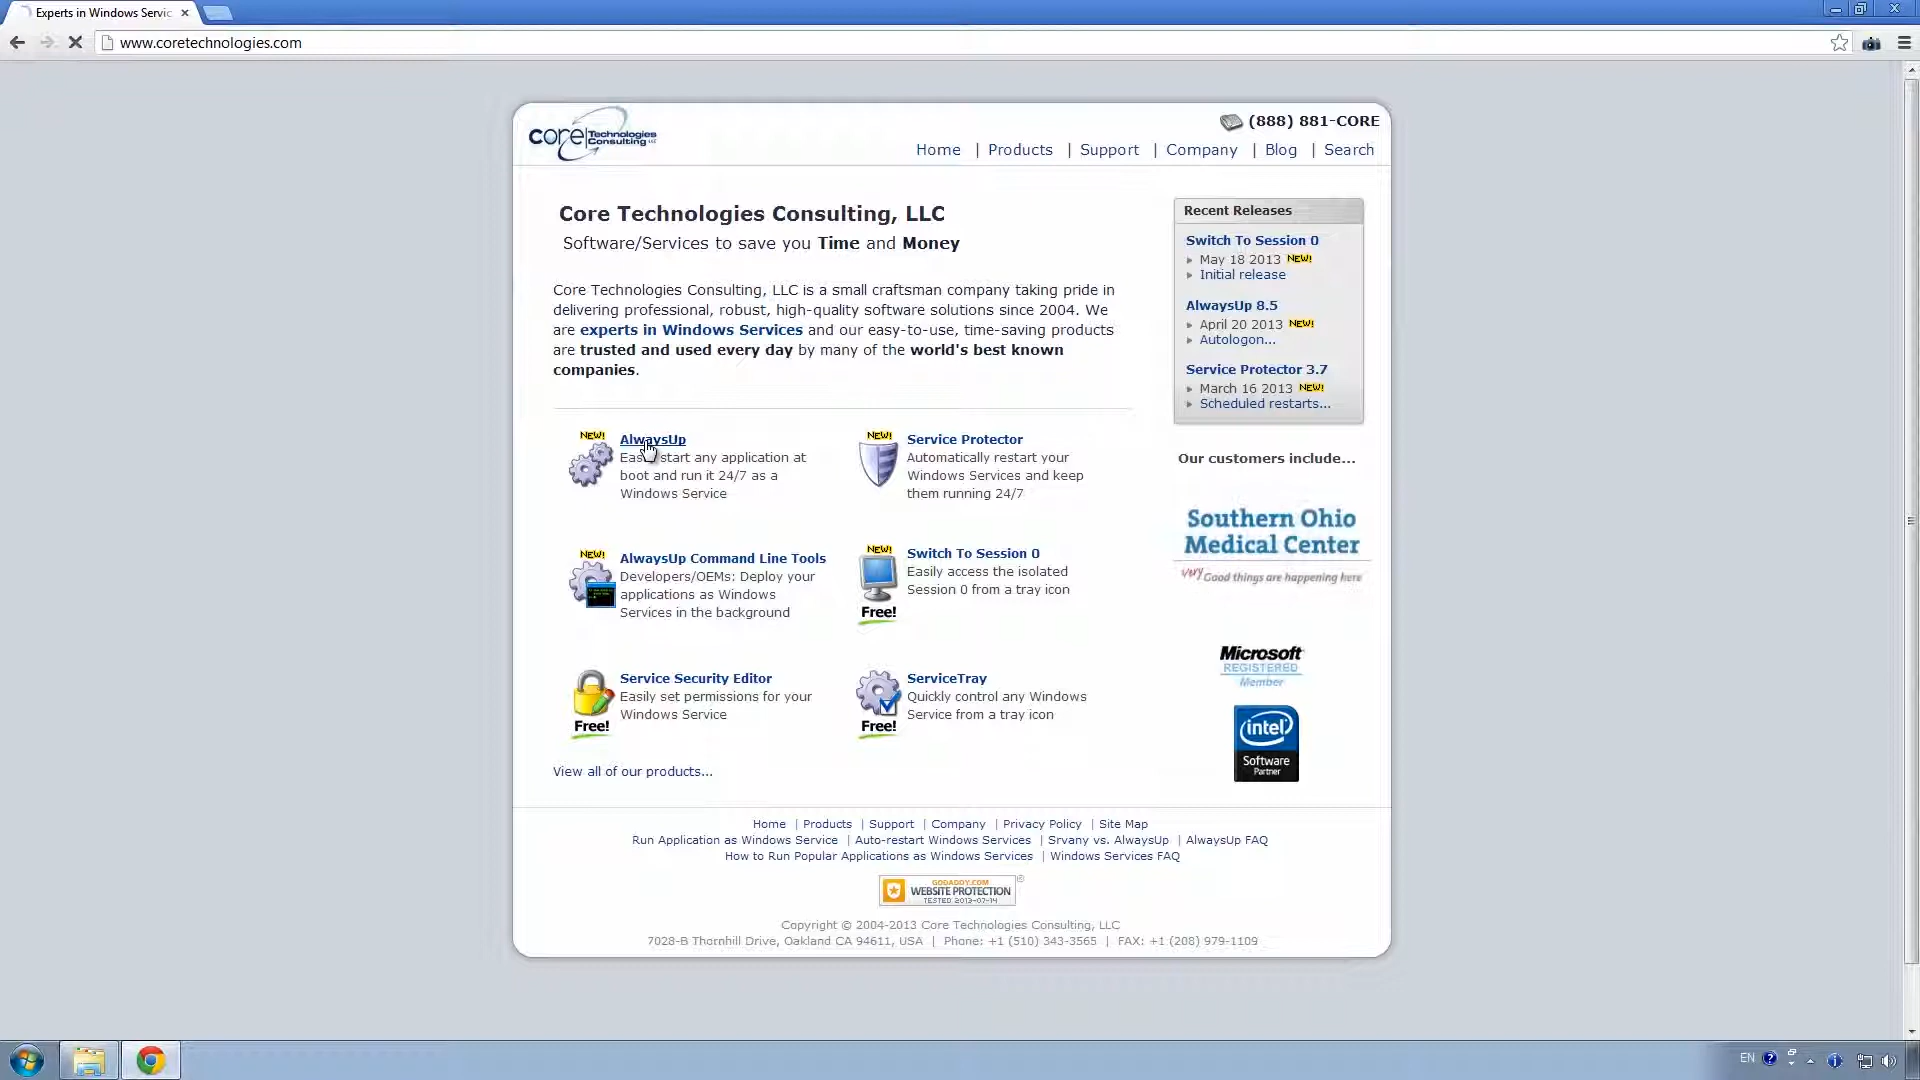 Experts in Windows Servic
www.coretechnologies.com
core Technologies Consulting LLC
(888) 881-CORE
Home | Products | Support | Company | Blog | Search
Core Technologies Consulting, LLC
Software/Services to save you Time and Money
Core Technologies Consulting, LLC is a small craftsman company taking pride in
delivering professional, robust, high-quality software solutions since 2004. We
are experts in Windows Services and our easy-to-use, time-saving products
are trusted and used every day by many of the world's best known
companies.
Recent Releases
Switch To Session 0
May 18 2013 NEW!
Initial release
AlwaysUp 8.5
April 20 2013 NEW!
Autologon...
Service Protector 3.7
March 16 2013 NEW!
Scheduled restarts...
NEW!
AlwaysUp
start any application at
boot and run it 24/7 as a
Windows Service
NEW!
Service Protector
Automatically restart your
Windows Services and keep
them running 24/7
NEW!
AlwaysUp Command Line Tools
Developers/OEMs: Deploy your
applications as Windows
Services in the background
NEW!
Switch To Session 0
Easily access the isolated
Session 0 from a tray icon
Free!
Service Security Editor
Easily set permissions for your
Windows Service
Free!
ServiceTray
Quickly control any Windows
Service from a tray icon
Free!
View all of our products...
Our customers include...
Southern Ohio
Medical Center
very Good things are happening here
Microsoft
REGISTERED
Member
intel
Software
Partner
Home | Products | Support | Company | Privacy Policy | Site Map
Run Application as Windows Service | Auto-restart Windows Services | Srvany vs. AlwaysUp | AlwaysUp FAQ
How to Run Popular Applications as Windows Services | Windows Services FAQ
GODADDY.COM
WEBSITE PROTECTION
TESTED 2013-07-14
Copyright © 2004-2013 Core Technologies Consulting, LLC
7028-B Thornhill Drive, Oakland CA 94611, USA | Phone: +1 (510) 343-3565 | FAX: +1 (208) 979-1109
EN